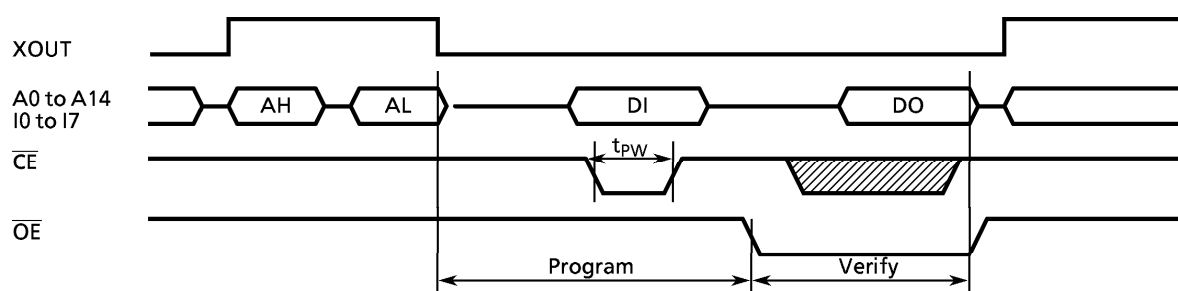 XOUT
A0 to A14
I0 to I7
AH
AL
DI
DO
CE
tPW
OE
Program
Verify